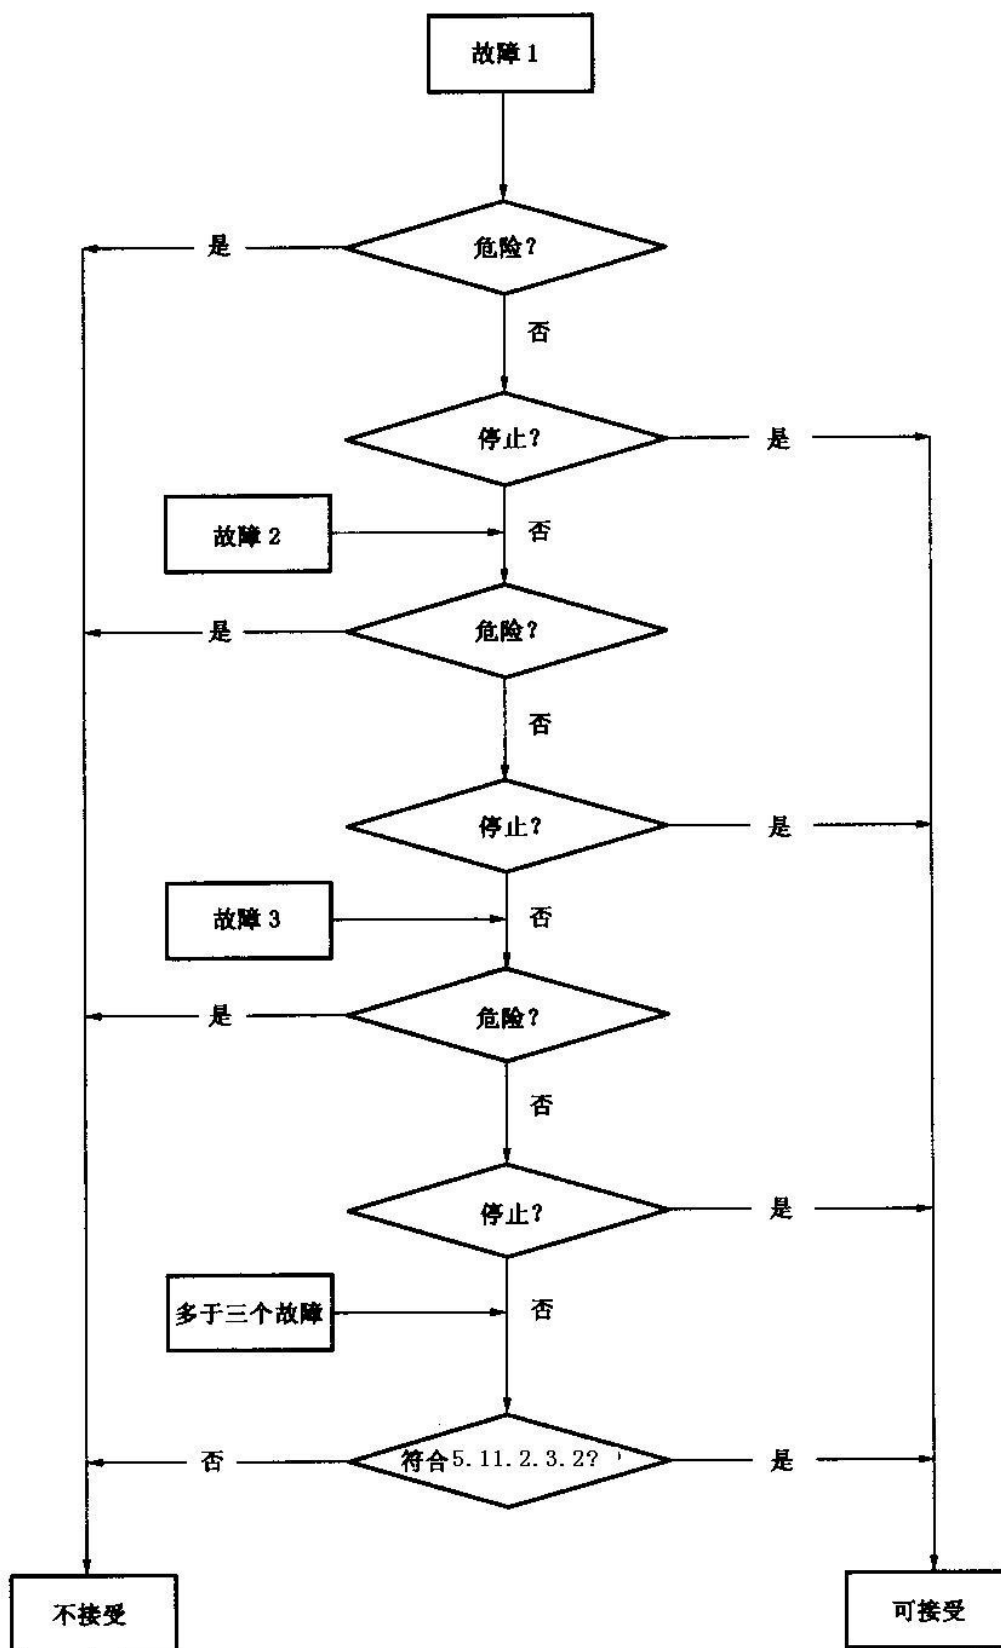 故障 1
危险?
是
否
停止?
是
故障 2
否
危险?
是
否
停止?
是
故障 3
否
危险?
是
否
停止?
是
多于三个故障
否
符合5.11.2.3.2?
否
是
不接受
可接受